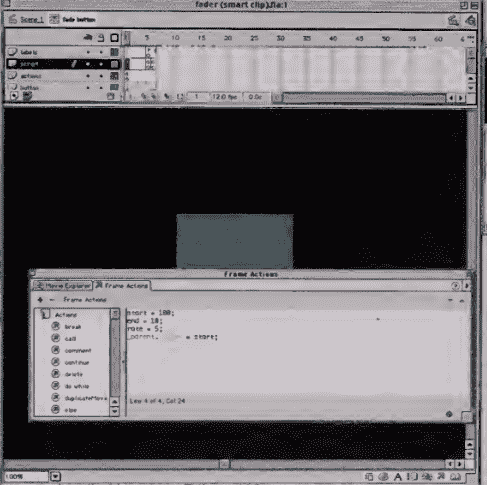 fader (smart clip).fla:1
Scene 1 fade button
1 5 10 15 20 25 30 35 40 45 50 55 60
labels
script
actions
button
1 12.0 fps 0.0s
Frame Actions
Movie Explorer Frame Actions
+ - Frame Actions
Actions
break
call
comment
continue
delete
do while
duplicateMovie
else
start = 100;
end = 10;
rate = 5;
_parent. = start;
Line 4 of 4, Col 24
100%